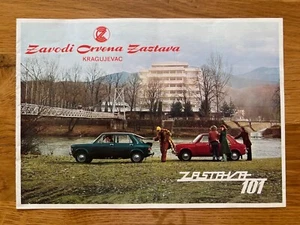 Zavodi Crvena Zastava
KRAGUJEVAC
ZASTAVA
101